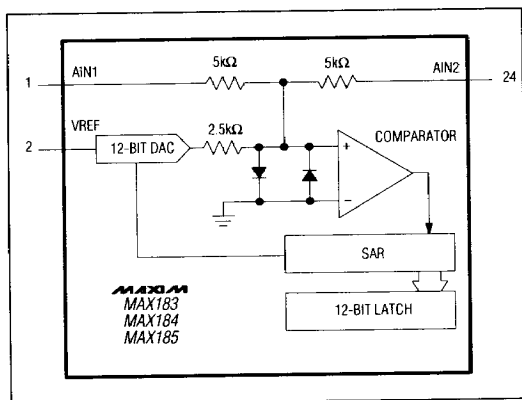 5kΩ 5kΩ
1 AIN1 AIN2 24
VREF
2 12-BIT DAC 2.5kΩ COMPARATOR
+
−
SAR
MAXIM
MAX183
MAX184
MAX185
12-BIT LATCH